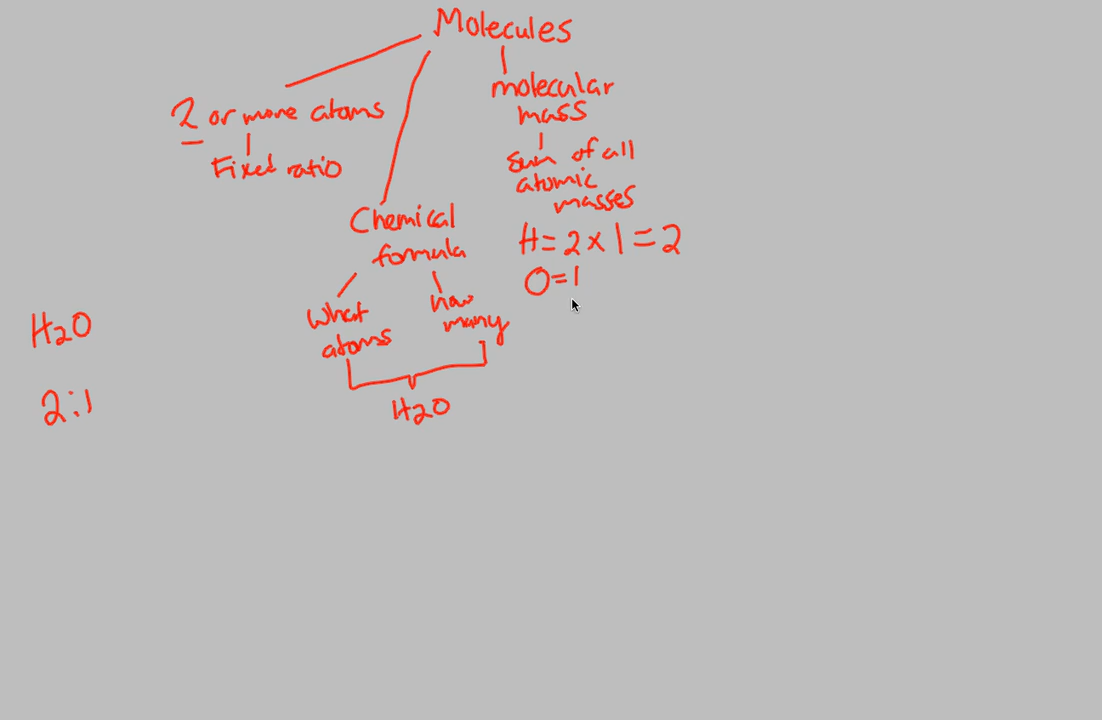 Molecules
2 or more atoms
Fixed ratio
molecular
mass
sum of all
atomic
masses
H=2×1=2
O=1
Chemical
formula
What
atoms
how
many
H2O
H2O
2:1